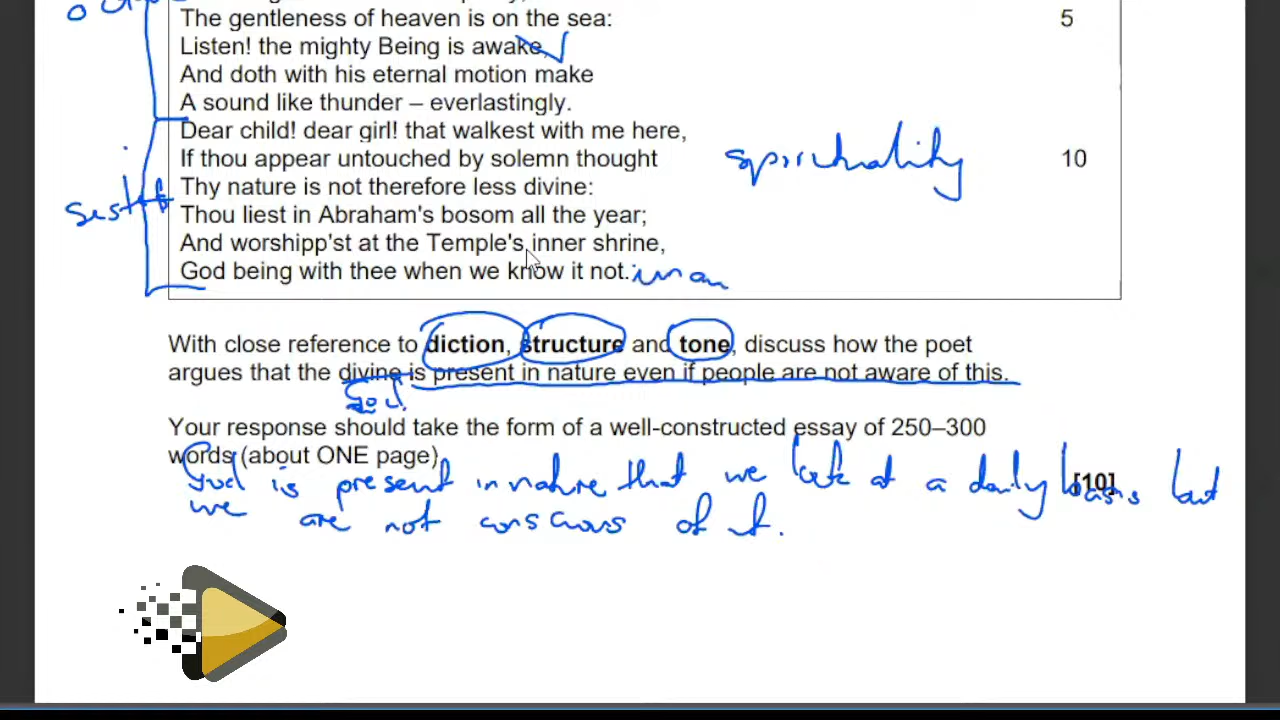 The gentleness of heaven is on the sea: 5
Listen! the mighty Being is awake,
And doth with his eternal motion make
A sound like thunder – everlastingly.
Dear child! dear girl! that walkest with me here,
If thou appear untouched by solemn thought 10
spirituality
Thy nature is not therefore less divine:
sestet
Thou liest in Abraham's bosom all the year;
And worshipp'st at the Temple's inner shrine,
God being with thee when we know it not.
With close reference to diction, structure and tone, discuss how the poet
argues that the divine is present in nature even if people are not aware of this.
God
Your response should take the form of a well-constructed essay of 250–300
words (about ONE page).
[10]
God is present in nature that we look at a daily basis but
we are not conscious of it.